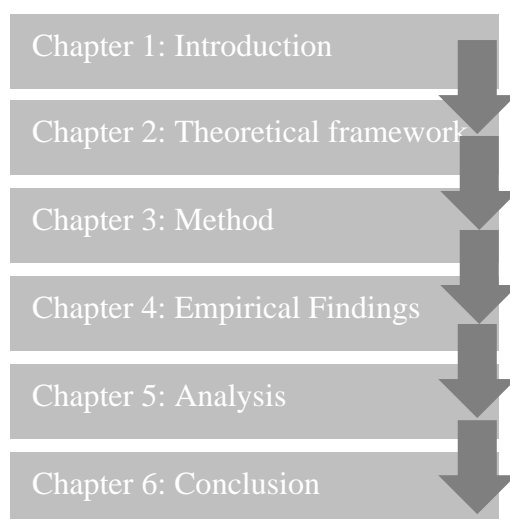 Chapter 1: Introduction
Chapter 2: Theoretical framework
Chapter 3: Method
Chapter 4: Empirical Findings
Chapter 5: Analysis
Chapter 6: Conclusion